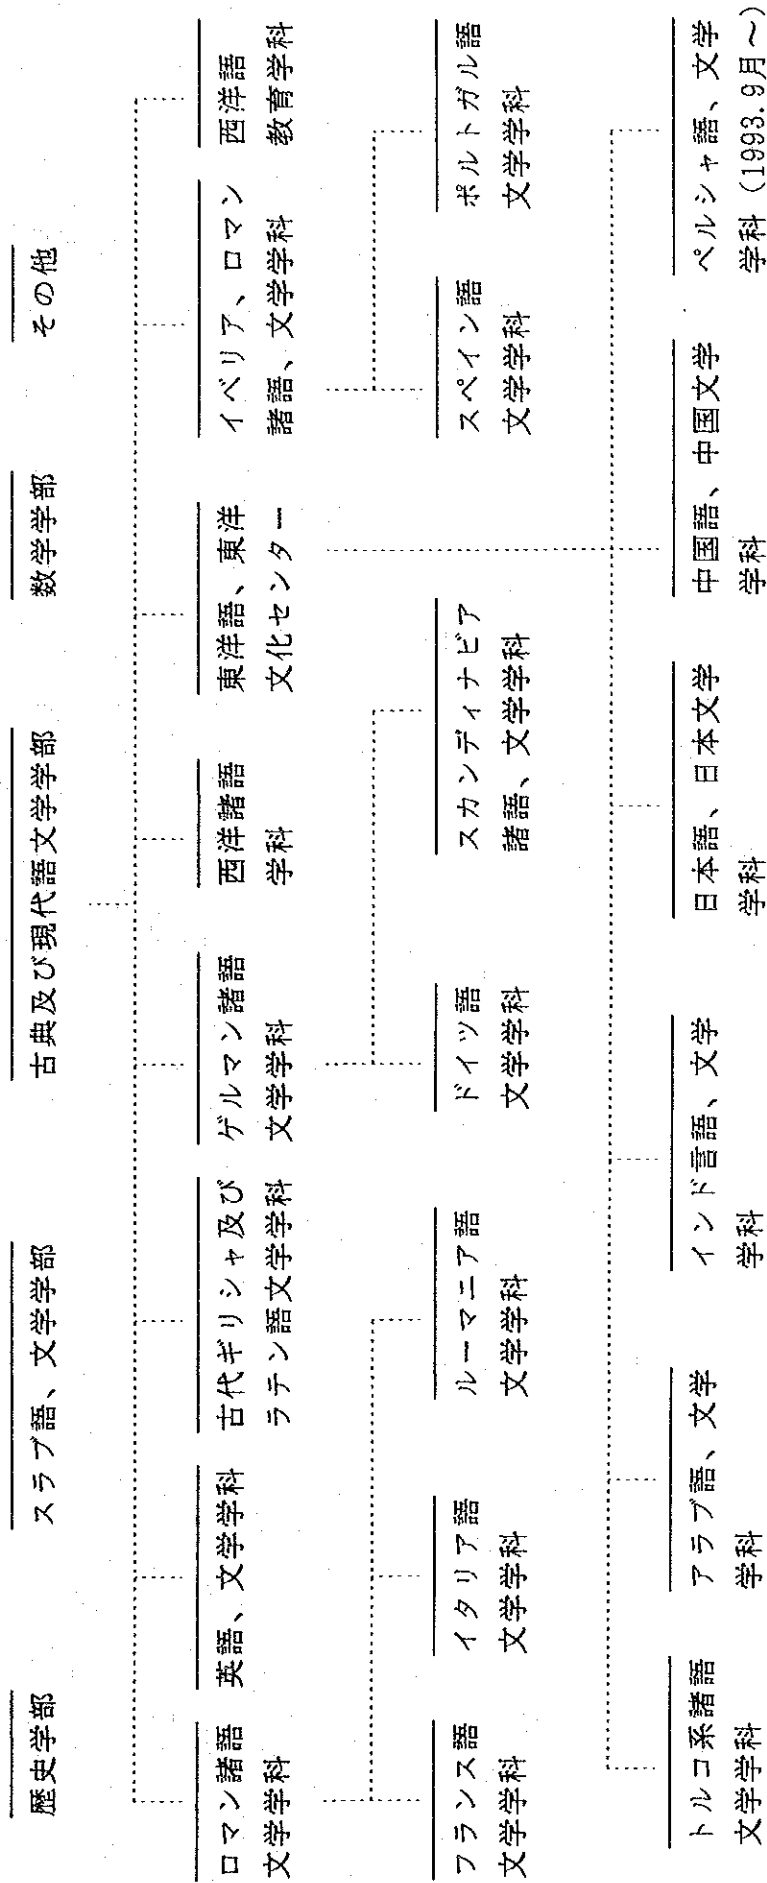 歴史学部
スラブ語、文学学部
古典及び現代語文学学部
数学学部
その他
ロマン諸語
文学学科
英語、文学学科
古代ギリシャ及び
ラテン語文学学科
ゲルマン諸語
文学学科
西洋諸語
学科
東洋語、東洋
文化センター
イベリア、ロマン
諸語、文学学科
西洋語
教育学科
フランス語
文学学科
イタリア語
文学学科
ルーマニア語
文学学科
ドイツ語
文学学科
スカンディナビア
諸語、文学学科
スペイン語
文学学科
ポルトガル語
文学学科
トルコ系諸語
文学学科
アラブ語、文学
学科
インド言語、文学
学科
日本語、日本文学
学科
中国語、中国文学
学科
ペルシャ語、文学
学科（1993.9月～）